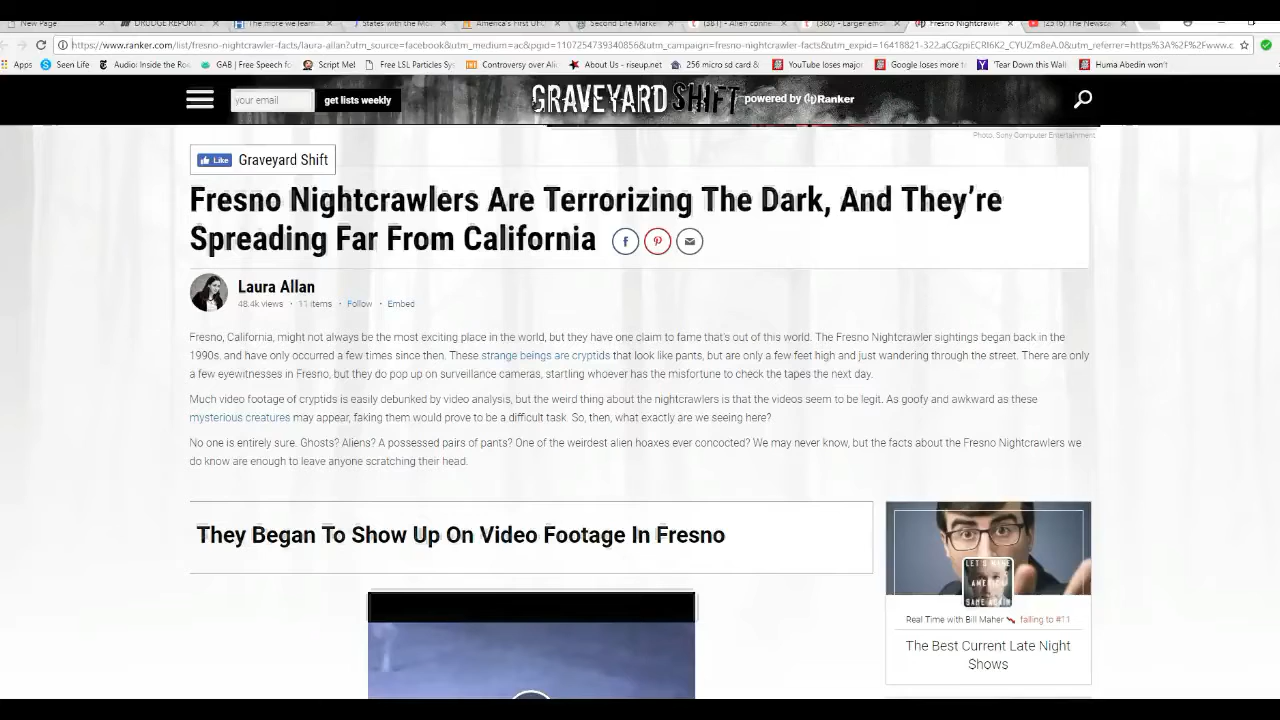 New Page
DRUDGE REPORT
The more we learn
States with the Mo
America's First UFO
Second Life Market
(381) - Alien conne
(380) - Larger emo
Fresno Nightcrawle
(2516) The Newsca
https://www.ranker.com/list/fresno-nightcrawler-facts/laura-allan?utm_source=facebook&utm_medium=ac&pgid=1107254739340856&utm_campaign=fresno-nightcrawler-facts&utm_expid=16418821-322.aCGzpiECRI6K2_CYUZm8eA.0&utm_referrer=https%3A%2F%2Fwww.c
Apps
Seen Life
Audio: Inside the Roc
GAB | Free Speech fo
Script Mel
Free LSL Particles Sy
Controversy over Ali
About Us - riseup.net
256 micro sd card &
YouTube loses major
Google loses more t
'Tear Down this Wall
Huma Abedin won't
your email
get lists weekly
GRAVEYARD SHIFT
powered by Ranker
Photo: Sony Computer Entertainment
Like
Graveyard Shift
Fresno Nightcrawlers Are Terrorizing The Dark, And They're
Spreading Far From California
Laura Allan
48.4k views · 11 items · Follow · Embed
Fresno, California, might not always be the most exciting place in the world, but they have one claim to fame that's out of this world. The Fresno Nightcrawler sightings began back in the
1990s. and have only occurred a few times since then. These strange beings are cryptids that look like pants, but are only a few feet high and just wandering through the street. There are only
a few eyewitnesses in Fresno, but they do pop up on surveillance cameras, startling whoever has the misfortune to check the tapes the next day.
Much video footage of cryptids is easily debunked by video analysis, but the weird thing about the nightcrawlers is that the videos seem to be legit. As goofy and awkward as these
mysterious creatures may appear, faking them would prove to be a difficult task. So, then, what exactly are we seeing here?
No one is entirely sure. Ghosts? Aliens? A possessed pairs of pants? One of the weirdest alien hoaxes ever concocted? We may never know, but the facts about the Fresno Nightcrawlers we
do know are enough to leave anyone scratching their head.
They Began To Show Up On Video Footage In Fresno
LET'S MAKE
AMERICA
SANE AGAIN
Real Time with Bill Maher falling to #11
The Best Current Late Night
Shows